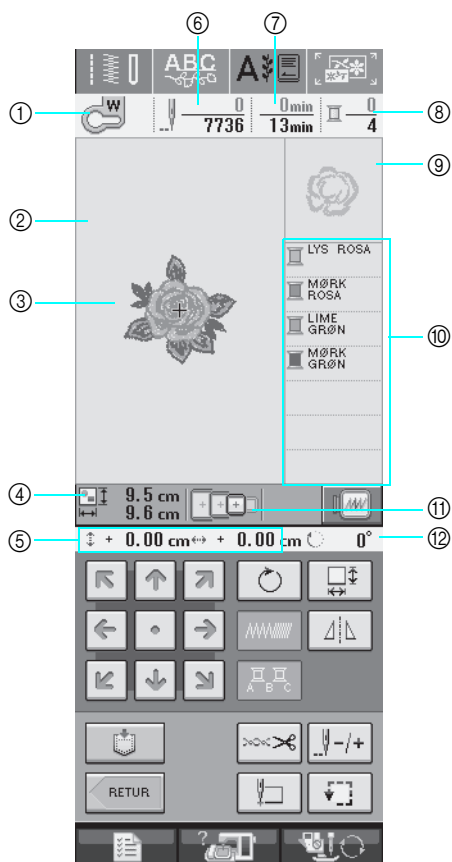 ⑥ ⑦
ABC A
① W 0 0min 0 ⑧
7736 13min 4
⑨
②
LYS ROSA
③ MØRK
ROSA
LIME
GRØN ⑩
MØRK
GRØN
④ 9.5 cm
9.6 cm ⑪
⑤ + 0.00 cm + 0.00 cm 0° ⑫
A B C
-/+
RETUR
?